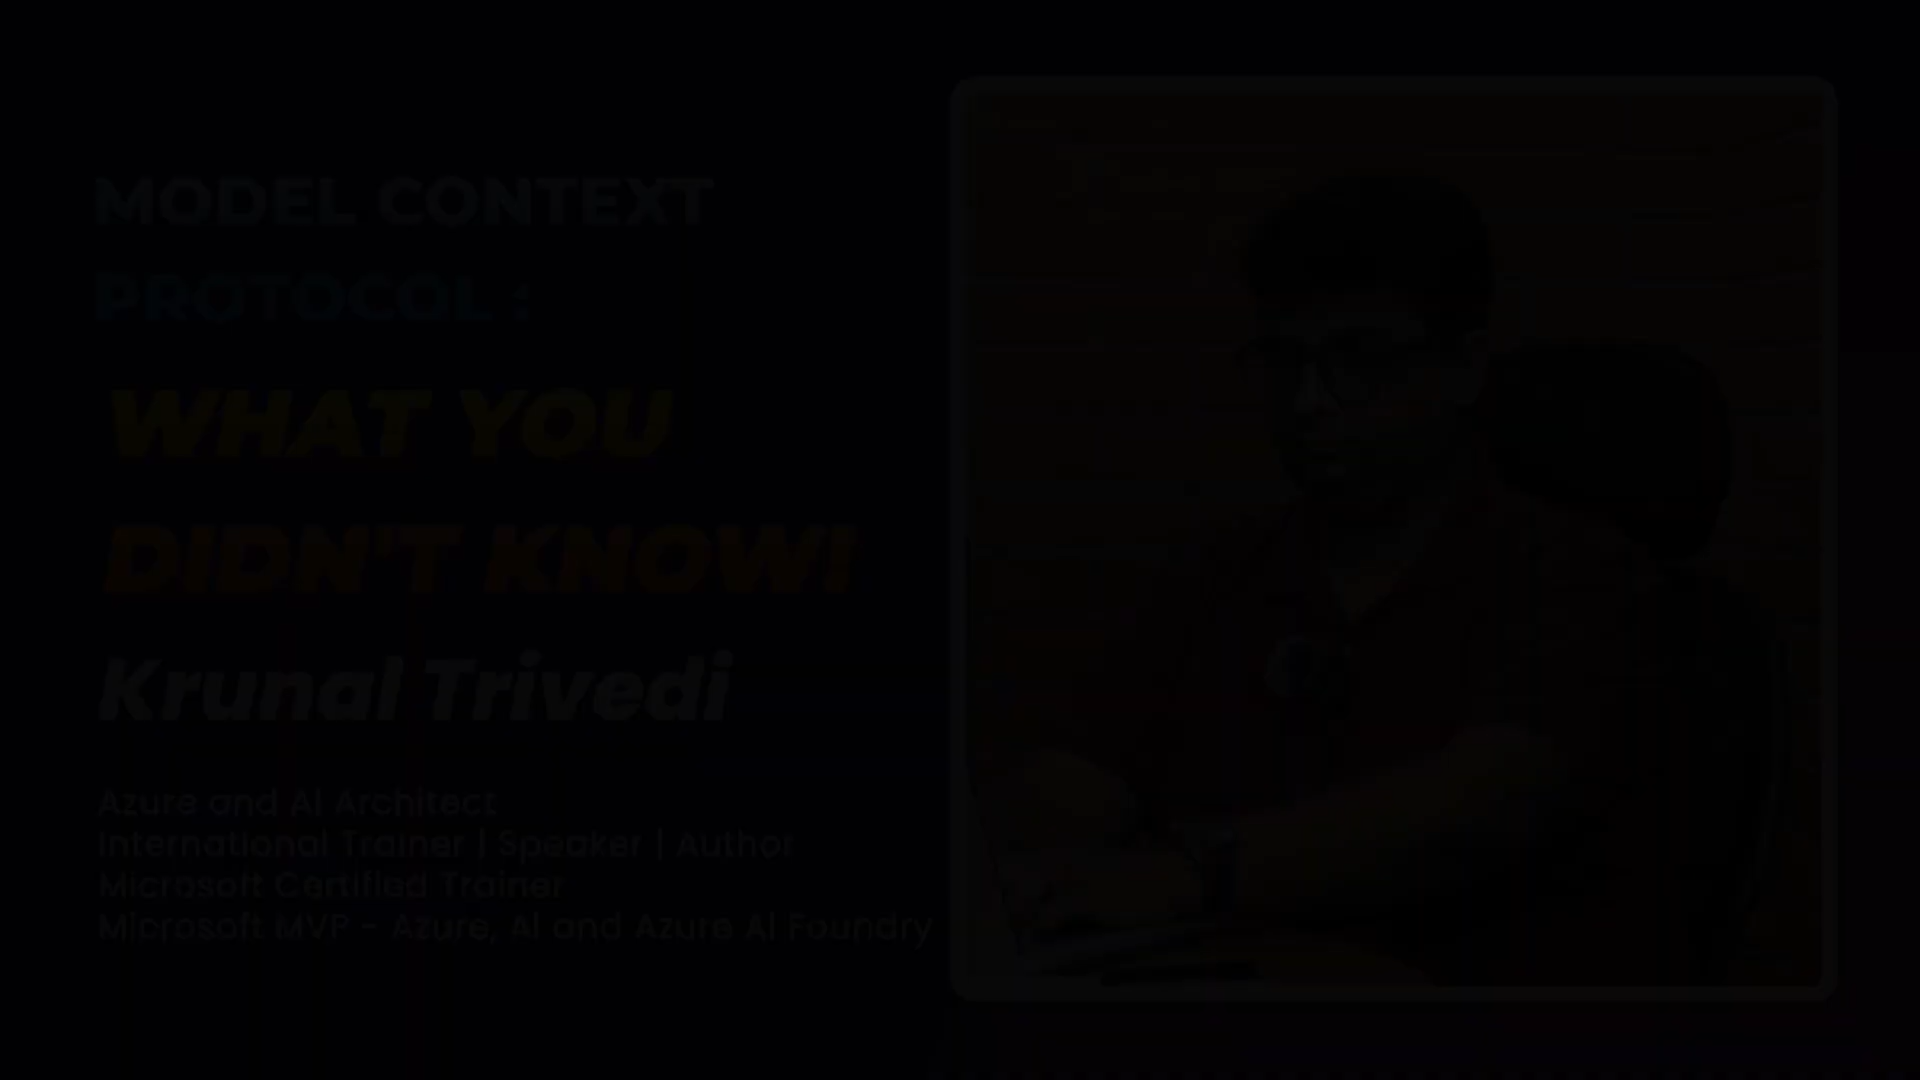 MODEL CONTEXT
PROTOCOL :
WHAT YOU
DIDN'T KNOW!
Krunal Trivedi
Azure and AI Architect
International Trainer | Speaker | Author
Microsoft Certified Trainer
Microsoft MVP - Azure, AI and Azure AI Foundry